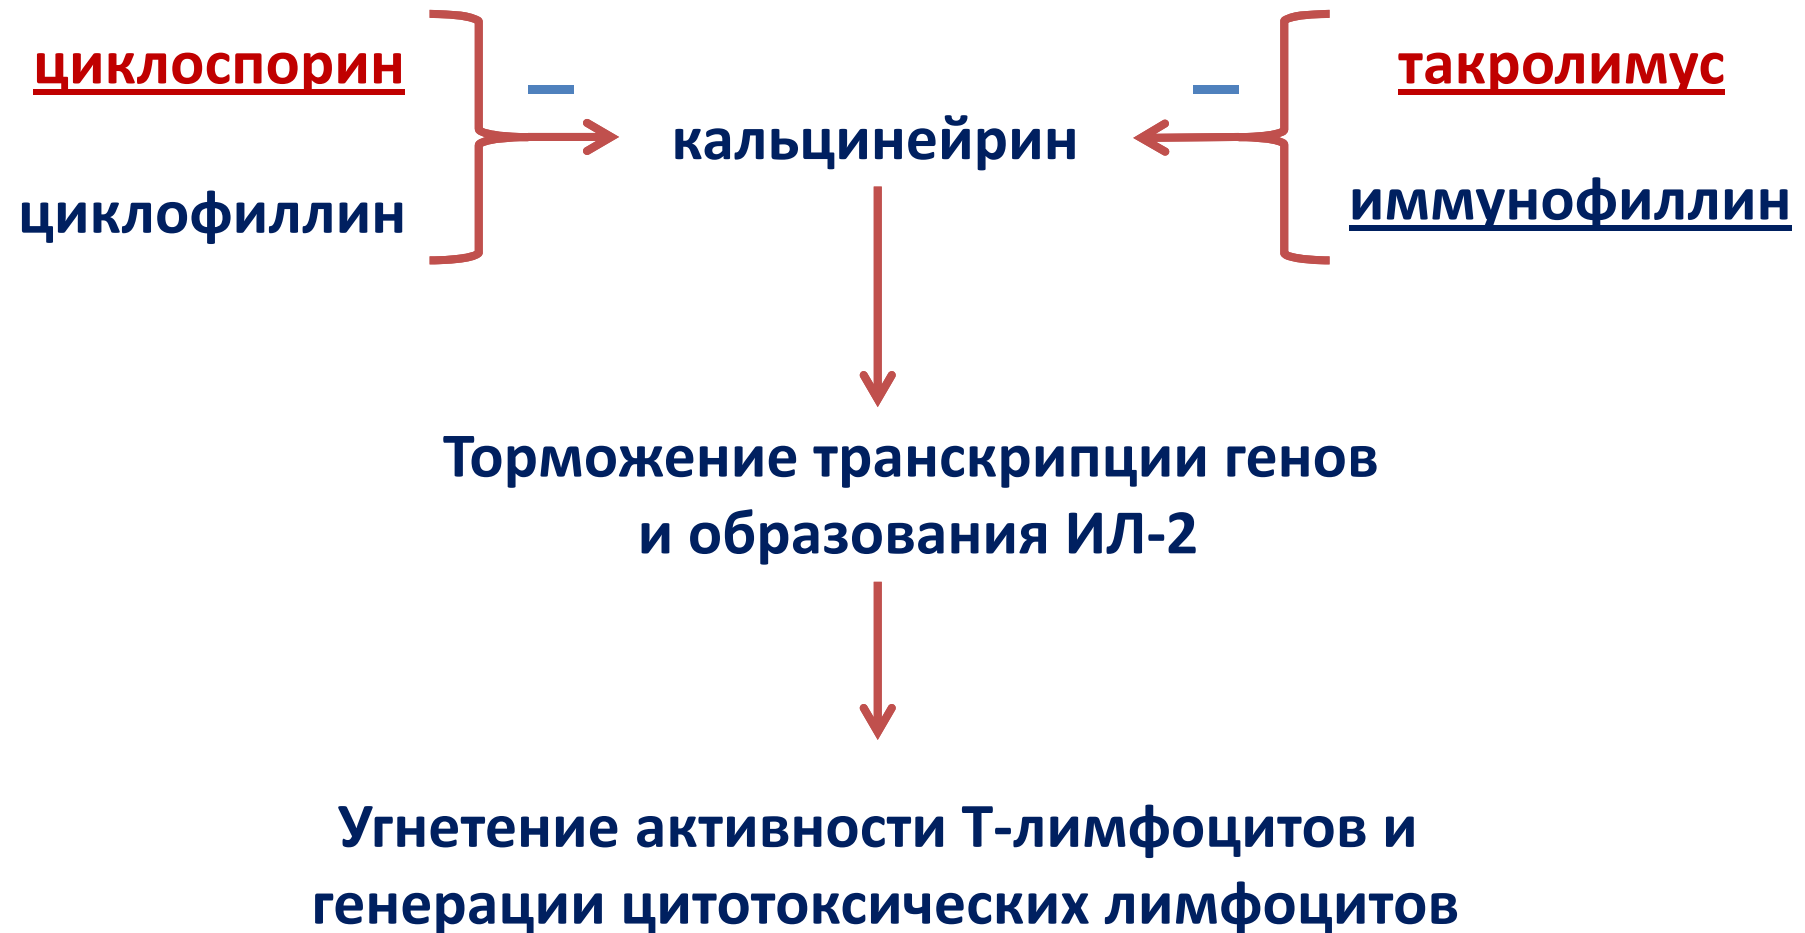 циклоспорин
такролимус
кальцинейрин
циклофиллин
иммунофиллин
Торможение транскрипции генов
и образования ИЛ-2
Угнетение активности Т-лимфоцитов и
генерации цитотоксических лимфоцитов